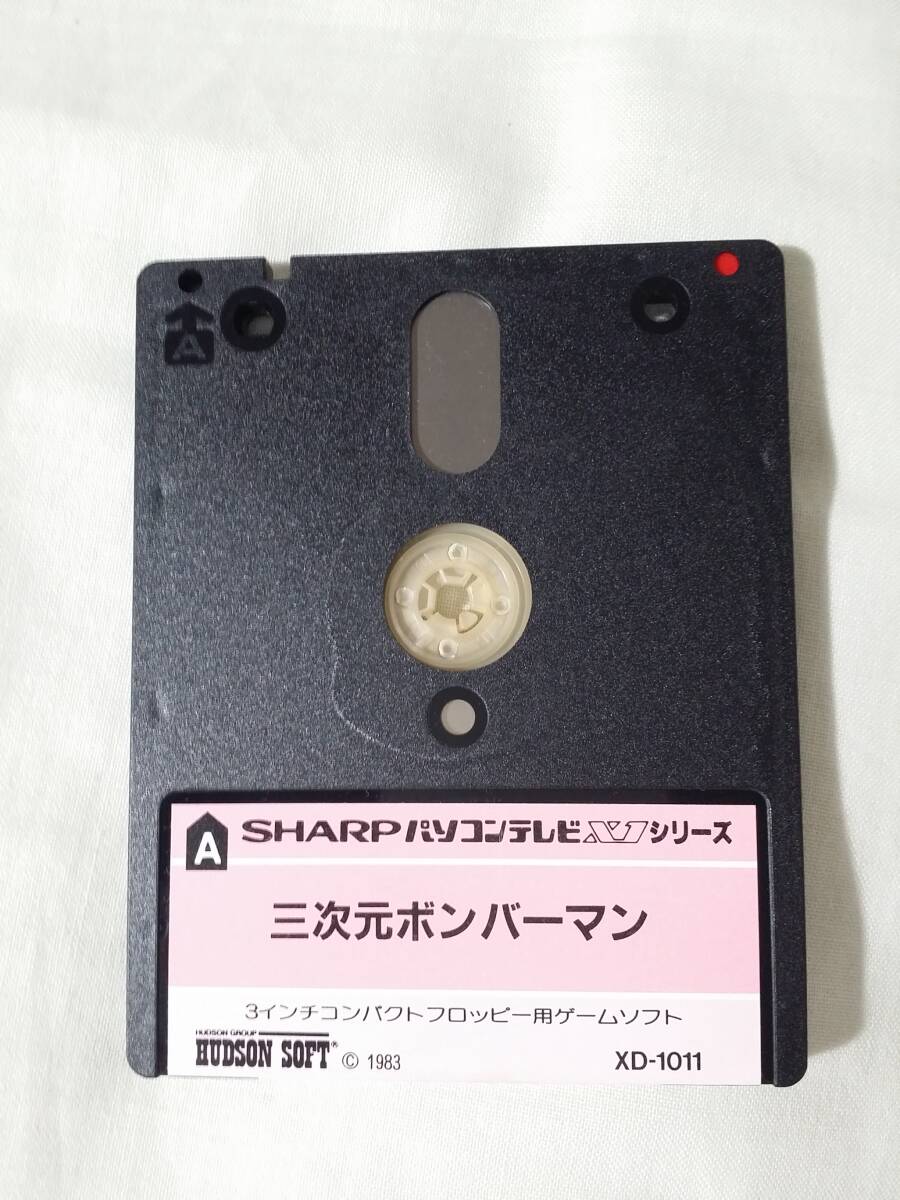 A
A SHARPパソコンテレビX1シリーズ
三次元ボンバーマン
3インチコンパクトフロッピー用ゲームソフト
HUDSON GROUP
HUDSON SOFT® © 1983 XD-1011